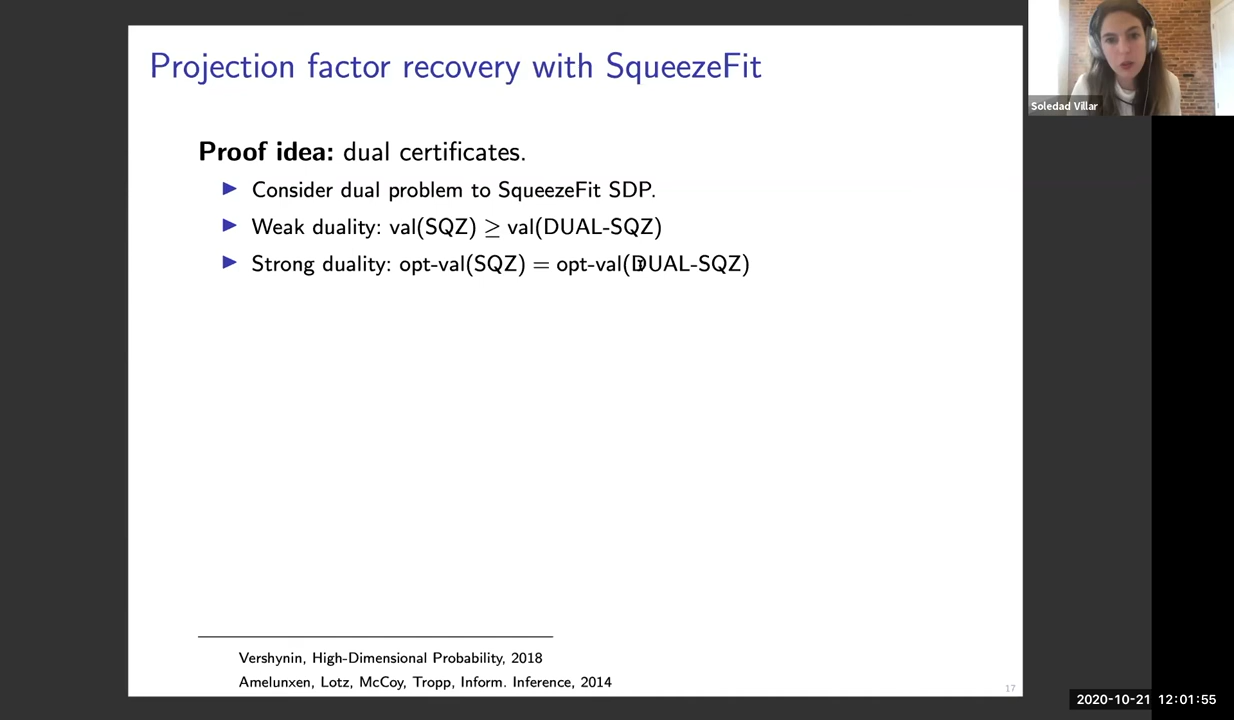 Projection factor recovery with SqueezeFit
Proof idea: dual certificates.
▶ Consider dual problem to SqueezeFit SDP.
▶ Weak duality: val(SQZ) ≥ val(DUAL-SQZ)
▶ Strong duality: opt-val(SQZ) = opt-val(DUAL-SQZ)
Vershynin, High-Dimensional Probability, 2018
Amelunxen, Lotz, McCoy, Tropp, Inform. Inference, 2014
17
Soledad Villar
2020-10-21 12:01:55